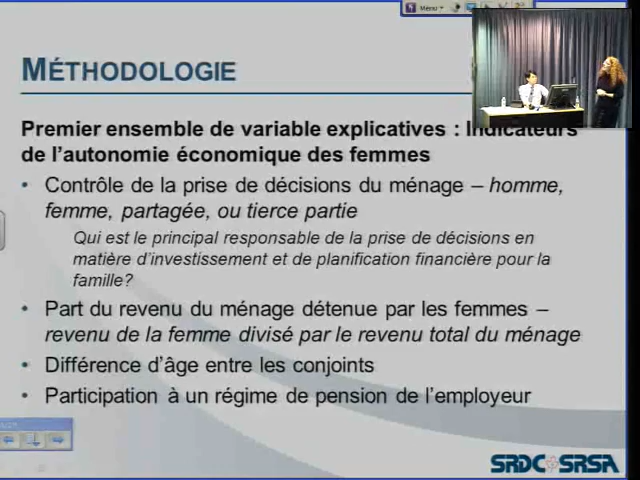 Menu
MÉTHODOLOGIE
Premier ensemble de variable explicatives : Indicateurs
de l'autonomie économique des femmes
• Contrôle de la prise de décisions du ménage – homme,
femme, partagée, ou tierce partie
Qui est le principal responsable de la prise de décisions en
matière d'investissement et de planification financière pour la
famille?
• Part du revenu du ménage détenue par les femmes –
revenu de la femme divisé par le revenu total du ménage
• Différence d'âge entre les conjoints
• Participation à un régime de pension de l'employeur
SRDC SRSA